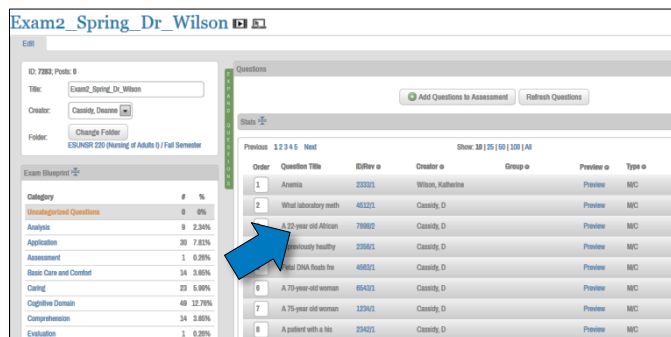 Exam2_Spring_Dr_Wilson
Edit
ID: 7283; Posts: 0
Title: Exam2_Spring_Dr_Wilson
Creator: Cassidy, Deanne
Folder: Change Folder
ESUNSR 220 (Nursing of Adults I) / Fall Semester
Exam Blueprint
Category # %
Uncategorized Questions 0 0%
Analysis 9 2.34%
Application 30 7.81%
Assessment 1 0.26%
Basic Care and Comfort 14 3.65%
Caring 23 5.99%
Cognitive Domain 49 12.76%
Comprehension 14 3.65%
Evaluation 1 0.26%
EXPAND QUESTIONS
Questions
Add Questions to Assessment Refresh Questions
Stats
Previous 1 2 3 4 5 Next Show: 10 | 25 | 50 | 100 | All
Order Question Title ID/Rev Creator Group Preview Type
1 Anemia 2333/1 Wilson, Katherine Preview M/C
2 What laboratory meth 4512/1 Cassidy, D Preview M/C
A 22-year old African 7898/2 Cassidy, D Preview M/C
previously healthy 2356/1 Cassidy, D Preview M/C
Fetal DNA floats fre 4563/1 Cassidy, D Preview M/C
6 A 70-year-old woman 6543/1 Cassidy, D Preview M/C
7 A 75-year old woman 1234/1 Cassidy, D Preview M/C
8 A patient with a his 2342/1 Cassidy, D Preview M/C